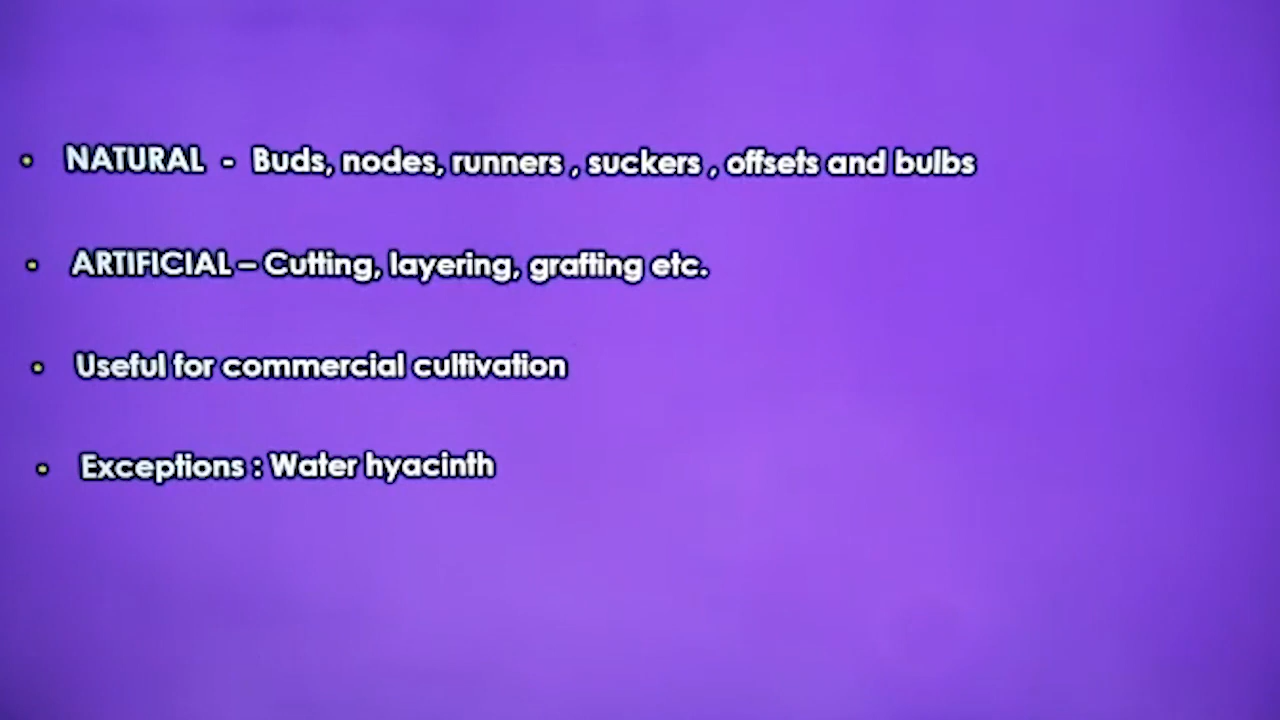 • NATURAL - Buds, nodes, runners , suckers , offsets and bulbs
• ARTIFICIAL – Cutting, layering, grafting etc.
• Useful for commercial cultivation
• Exceptions : Water hyacinth